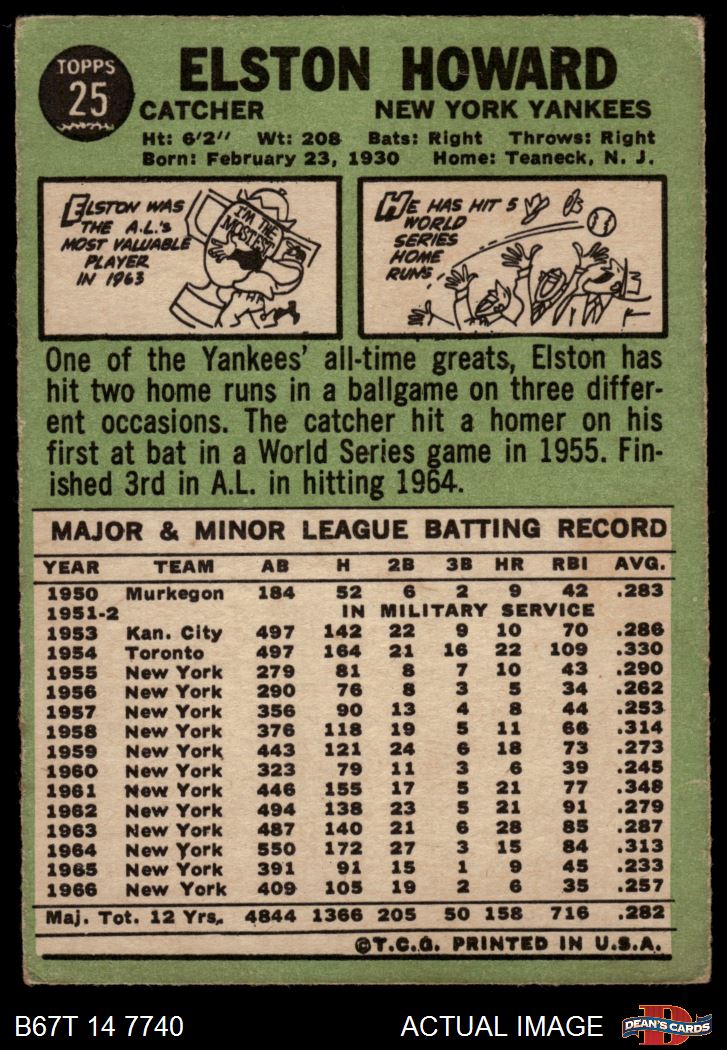 TOPPS
25
ELSTON HOWARD
CATCHER NEW YORK YANKEES
Ht: 6'2" Wt: 208 Bats: Right Throws: Right
Born: February 23, 1930 Home: Teaneck, N. J.
ELSTON WAS
THE A.L.'s
MOST VALUABLE
PLAYER
IN 1963
I'M THE
MOSTEST
HE HAS HIT 5
WORLD
SERIES
HOME
RUNS
One of the Yankees' all-time greats, Elston has
hit two home runs in a ballgame on three differ-
ent occasions. The catcher hit a homer on his
first at bat in a World Series game in 1955. Fin-
ished 3rd in A.L. in hitting 1964.
MAJOR & MINOR LEAGUE BATTING RECORD
YEAR TEAM AB H 2B 3B HR RBI AVG.
1950 Murkegon 184 52 6 2 9 42 .283
1951-2 IN MILITARY SERVICE
1953 Kan. City 497 142 22 9 10 70 .286
1954 Toronto 497 164 21 16 22 109 .330
1955 New York 279 81 8 7 10 43 .290
1956 New York 290 76 8 3 5 34 .262
1957 New York 356 90 13 4 8 44 .253
1958 New York 376 118 19 5 11 66 .314
1959 New York 443 121 24 6 18 73 .273
1960 New York 323 79 11 3 6 39 .245
1961 New York 446 155 17 5 21 77 .348
1962 New York 494 138 23 5 21 91 .279
1963 New York 487 140 21 6 28 85 .287
1964 New York 550 172 27 3 15 84 .313
1965 New York 391 91 15 1 9 45 .233
1966 New York 409 105 19 2 6 35 .257
Maj. Tot. 12 Yrs. 4844 1366 205 50 158 716 .282
©T.C.G. PRINTED IN U.S.A.
B67T 14 7740 ACTUAL IMAGE
D
DEAN'S CARDS